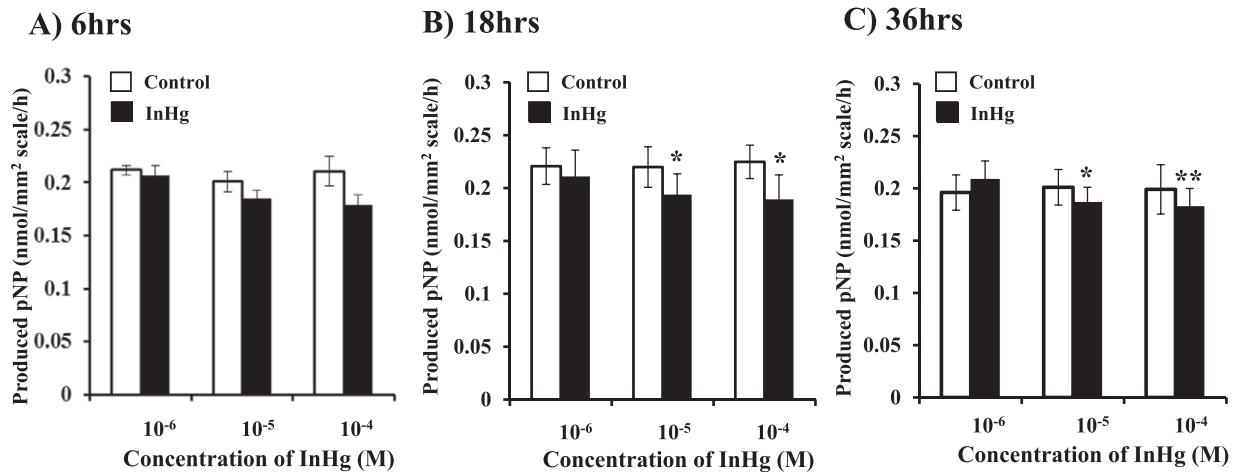 A) 6hrs
Produced pNP (nmol/mm² scale/h)
0.3
0.25
0.2
0.15
0.1
0.05
0
Control
InHg
10⁻⁶ 10⁻⁵ 10⁻⁴
Concentration of InHg (M)
B) 18hrs
Produced pNP (nmol/mm² scale/h)
0.3
0.25
0.2
0.15
0.1
0.05
0
Control
InHg
* *
10⁻⁶ 10⁻⁵ 10⁻⁴
Concentration of InHg (M)
C) 36hrs
Produced pNP (nmol/mm² scale/h)
0.3
0.25
0.2
0.15
0.1
0.05
0
Control
InHg
* **
10⁻⁶ 10⁻⁵ 10⁻⁴
Concentration of InHg (M)